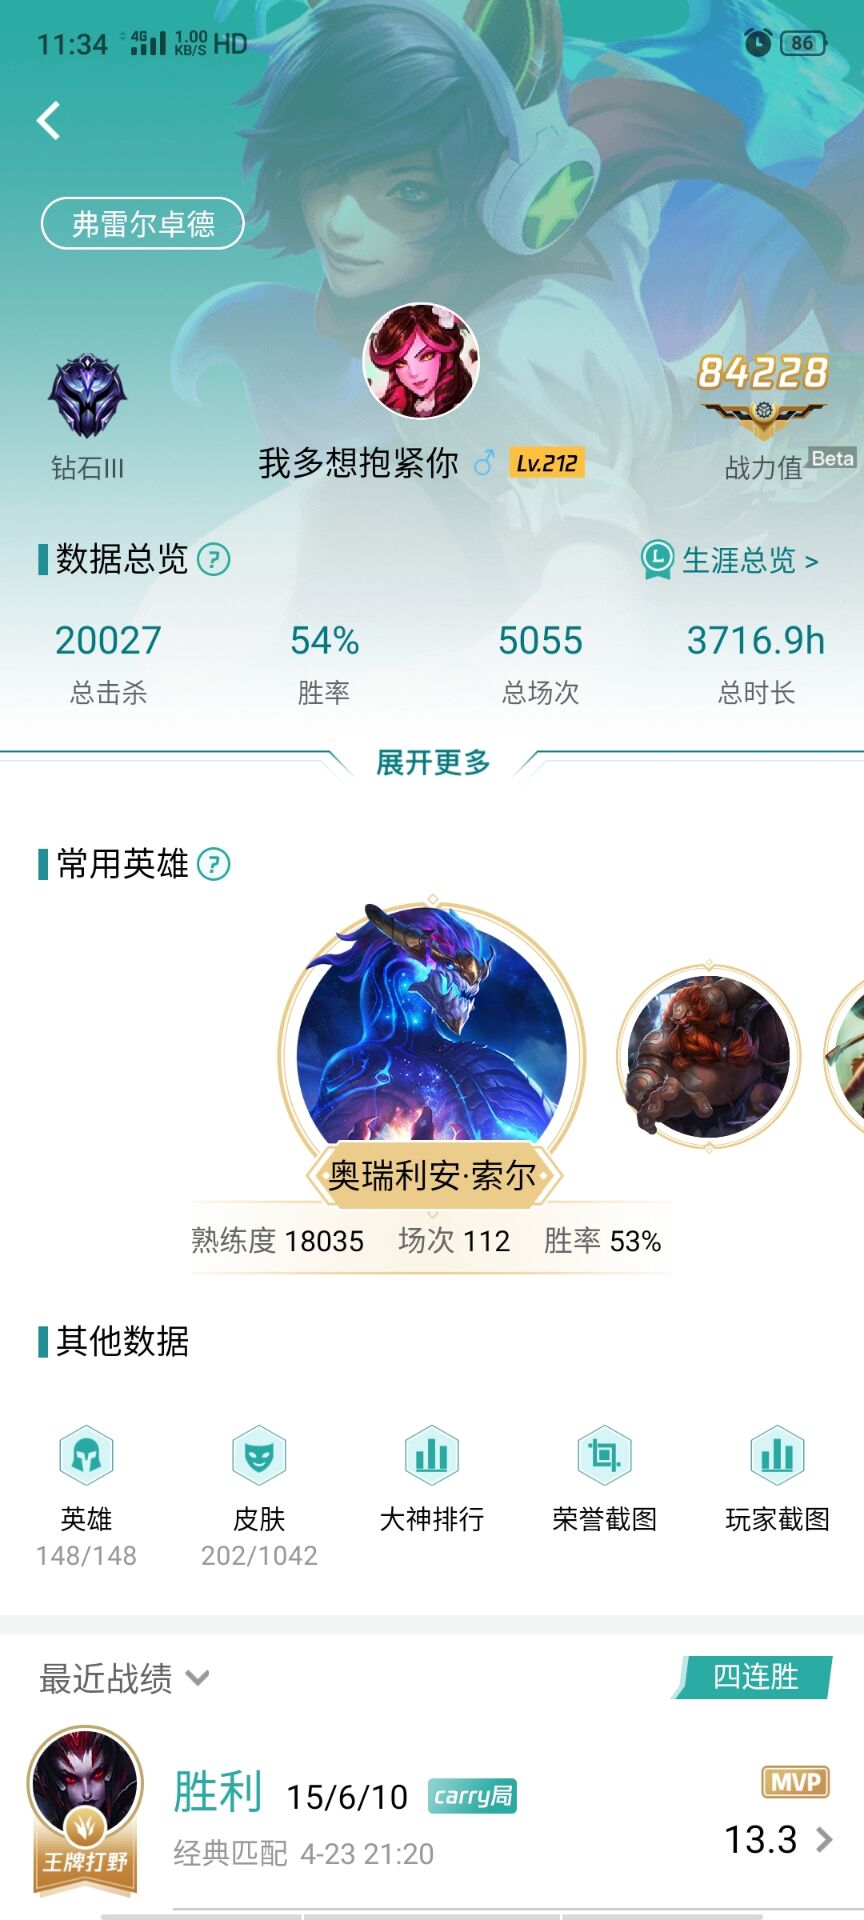 11:34 4G 1.00 KB/S HD 86
弗雷尔卓德
84228
钻石III
我多想抱紧你 Lv.212
战力值 Beta
数据总览 ? 生涯总览 >
20027 54% 5055 3716.9h
总击杀 胜率 总场次 总时长
展开更多
常用英雄 ?
奥瑞利安·索尔
熟练度 18035 场次 112 胜率 53%
其他数据
英雄 皮肤 大神排行 荣誉截图 玩家截图
148/148 202/1042
最近战绩 四连胜
胜利 15/6/10 carry局 MVP
王牌打野 经典匹配 4-23 21:20 13.3